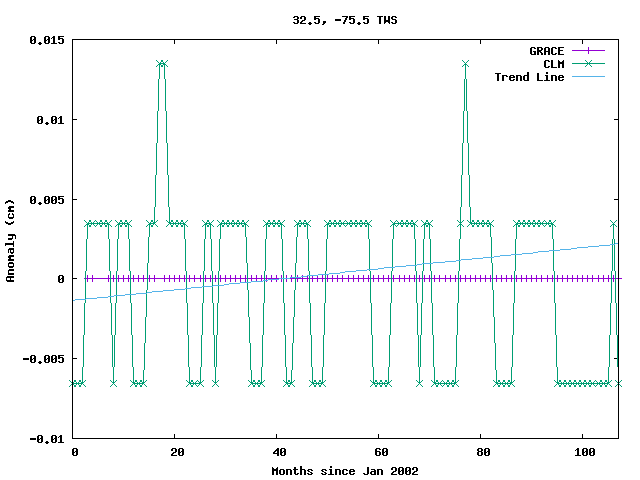 32.5, -75.5 TWS
0.015
GRACE
CLM
Trend Line
0.01
0.005
0
-0.005
-0.01
Anomaly (cm)
0 20 40 60 80 100
Months since Jan 2002